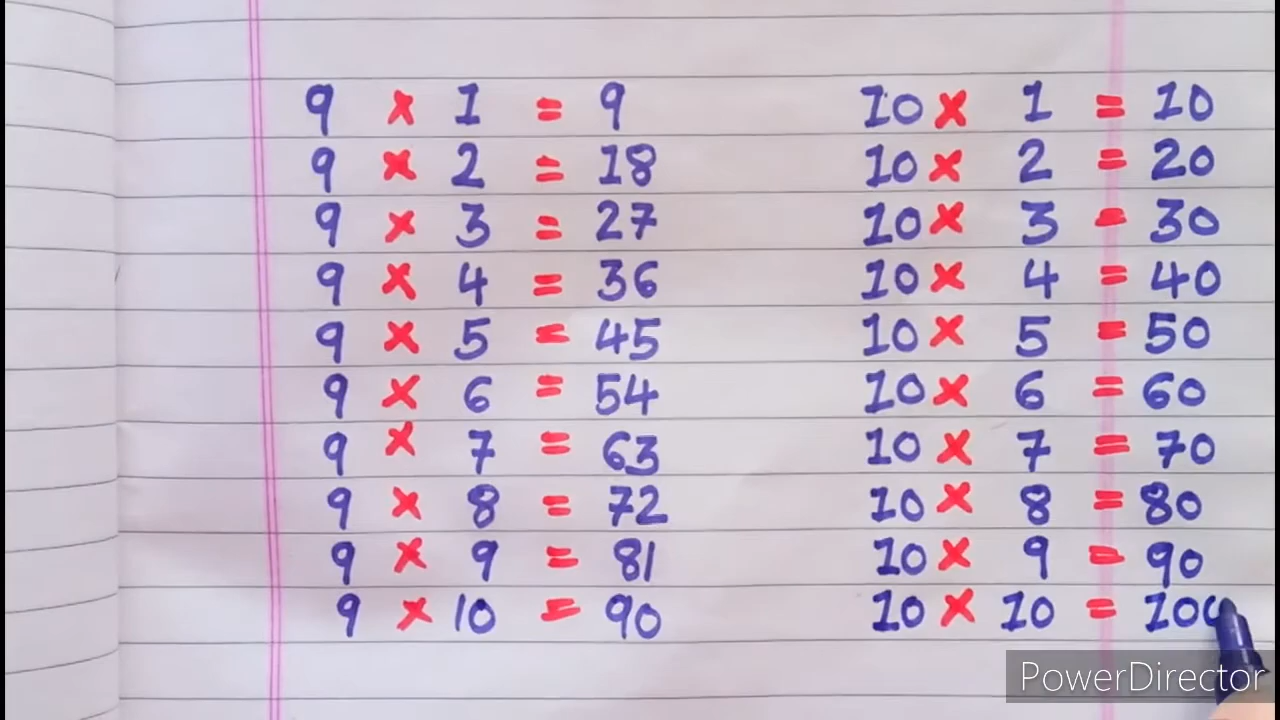 9 × 1 = 9
9 × 2 = 18
9 × 3 = 27
9 × 4 = 36
9 × 5 = 45
9 × 6 = 54
9 × 7 = 63
9 × 8 = 72
9 × 9 = 81
9 × 10 = 90
10 × 1 = 10
10 × 2 = 20
10 × 3 = 30
10 × 4 = 40
10 × 5 = 50
10 × 6 = 60
10 × 7 = 70
10 × 8 = 80
10 × 9 = 90
10 × 10 = 100
PowerDirector